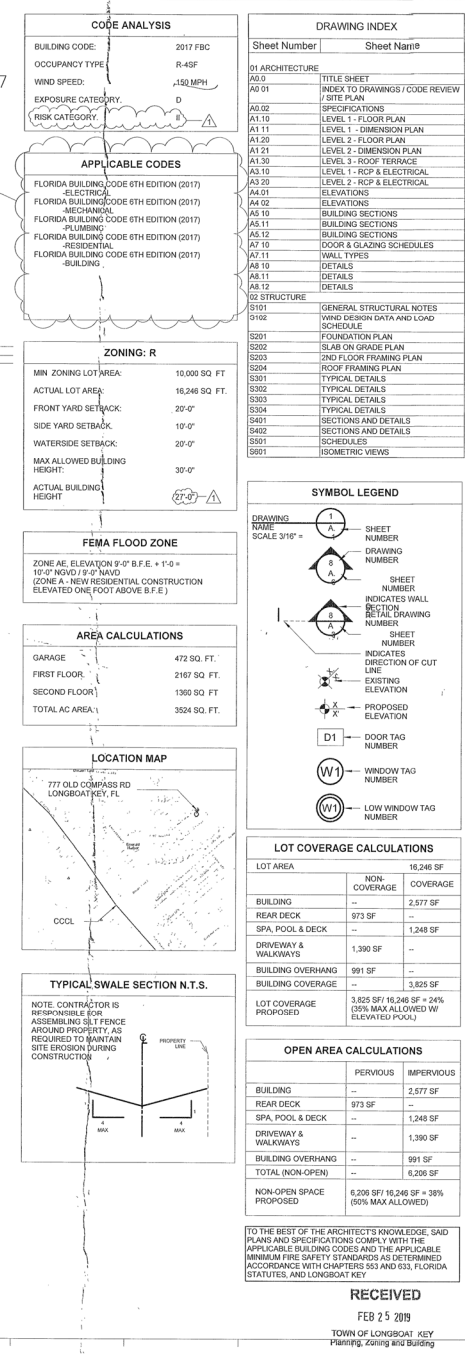 CODE ANALYSIS
BUILDING CODE: 2017 FBC
OCCUPANCY TYPE R-4SF
WIND SPEED: 150 MPH
EXPOSURE CATEGORY. D
RISK CATEGORY. II 1
APPLICABLE CODES
FLORIDA BUILDING CODE 6TH EDITION (2017)
-ELECTRICAL
FLORIDA BUILDING CODE 6TH EDITION (2017)
-MECHANICAL
FLORIDA BUILDING CODE 6TH EDITION (2017)
-PLUMBING
FLORIDA BUILDING CODE 6TH EDITION (2017)
-RESIDENTIAL
FLORIDA BUILDING CODE 6TH EDITION (2017)
-BUILDING
ZONING: R
MIN ZONING LOT AREA: 10,000 SQ FT
ACTUAL LOT AREA: 16,246 SQ FT.
FRONT YARD SETBACK: 20'-0"
SIDE YARD SETBACK. 10'-0"
WATERSIDE SETBACK: 20'-0"
MAX ALLOWED BUILDING
HEIGHT: 30'-0"
ACTUAL BUILDING
HEIGHT 27'-0" 1
FEMA FLOOD ZONE
ZONE AE, ELEVATION 9'-0" B.F.E. + 1'-0 =
10'-0" NGVD / 9'-0" NAVD
(ZONE A - NEW RESIDENTIAL CONSTRUCTION
ELEVATED ONE FOOT ABOVE B.F.E )
AREA CALCULATIONS
GARAGE 472 SQ. FT.
FIRST FLOOR. 2167 SQ. FT.
SECOND FLOOR 1360 SQ FT
TOTAL AC AREA. 3524 SQ. FT.
LOCATION MAP
777 OLD COMPASS RD
LONGBOAT KEY, FL
CCCL
TYPICAL SWALE SECTION N.T.S.
NOTE. CONTRACTOR IS
RESPONSIBLE FOR
ASSEMBLING SILT FENCE
AROUND PROPERTY, AS
REQUIRED TO MAINTAIN
SITE EROSION DURING
CONSTRUCTION
PROPERTY
LINE
4 1 4
MAX MAX
DRAWING INDEX
Sheet Number Sheet Name
01 ARCHITECTURE
A0.0 TITLE SHEET
A0 01 INDEX TO DRAWINGS / CODE REVIEW
/ SITE PLAN
A0.02 SPECIFICATIONS
A1.10 LEVEL 1 - FLOOR PLAN
A1 11 LEVEL 1 - DIMENSION PLAN
A1.20 LEVEL 2 - FLOOR PLAN
A1 21 LEVEL 2 - DIMENSION PLAN
A1.30 LEVEL 3 - ROOF TERRACE
A3.10 LEVEL 1 - RCP & ELECTRICAL
A3 20 LEVEL 2 - RCP & ELECTRICAL
A4.01 ELEVATIONS
A4 02 ELEVATIONS
A5 10 BUILDING SECTIONS
A5.11 BUILDING SECTIONS
A5.12 BUILDING SECTIONS
A7 10 DOOR & GLAZING SCHEDULES
A7.11 WALL TYPES
A8 10 DETAILS
A8.11 DETAILS
A8.12 DETAILS
02 STRUCTURE
S101 GENERAL STRUCTURAL NOTES
S102 WIND DESIGN DATA AND LOAD
SCHEDULE
S201 FOUNDATION PLAN
S202 SLAB ON GRADE PLAN
S203 2ND FLOOR FRAMING PLAN
S204 ROOF FRAMING PLAN
S301 TYPICAL DETAILS
S302 TYPICAL DETAILS
S303 TYPICAL DETAILS
S304 TYPICAL DETAILS
S401 SECTIONS AND DETAILS
S402 SECTIONS AND DETAILS
S501 SCHEDULES
S601 ISOMETRIC VIEWS
SYMBOL LEGEND
DRAWING
NAME
SCALE 3/16" =
1
A.
SHEET
NUMBER
DRAWING
NUMBER
8
A.
SHEET
NUMBER
INDICATES WALL
SECTION
DETAIL DRAWING
NUMBER
8
A
SHEET
NUMBER
INDICATES
DIRECTION OF CUT
LINE
EXISTING
ELEVATION
X
X'
PROPOSED
ELEVATION
D1 DOOR TAG
NUMBER
W1 WINDOW TAG
NUMBER
W1 LOW WINDOW TAG
NUMBER
LOT COVERAGE CALCULATIONS
LOT AREA 16,246 SF
NON-
COVERAGE COVERAGE
BUILDING -- 2,577 SF
REAR DECK 973 SF --
SPA, POOL & DECK -- 1,248 SF
DRIVEWAY &
WALKWAYS 1,390 SF --
BUILDING OVERHANG 991 SF --
BUILDING COVERAGE -- 3,825 SF
LOT COVERAGE
PROPOSED
3,825 SF/ 16,246 SF = 24%
(35% MAX ALLOWED W/
ELEVATED POOL)
OPEN AREA CALCULATIONS
PERVIOUS IMPERVIOUS
BUILDING -- 2,577 SF
REAR DECK 973 SF --
SPA, POOL & DECK -- 1,248 SF
DRIVEWAY &
WALKWAYS -- 1,390 SF
BUILDING OVERHANG -- 991 SF
TOTAL (NON-OPEN) -- 6,206 SF
NON-OPEN SPACE
PROPOSED
6,206 SF/ 16,246 SF = 38%
(50% MAX ALLOWED)
TO THE BEST OF THE ARCHITECT'S KNOWLEDGE, SAID
PLANS AND SPECIFICATIONS COMPLY WITH THE
APPLICABLE BUILDING CODES AND THE APPLICABLE
MINIMUM FIRE SAFETY STANDARDS AS DETERMINED
ACCORDANCE WITH CHAPTERS 553 AND 633, FLORIDA
STATUTES, AND LONGBOAT KEY
RECEIVED
FEB 25 2019
TOWN OF LONGBOAT KEY
Planning, Zoning and Building